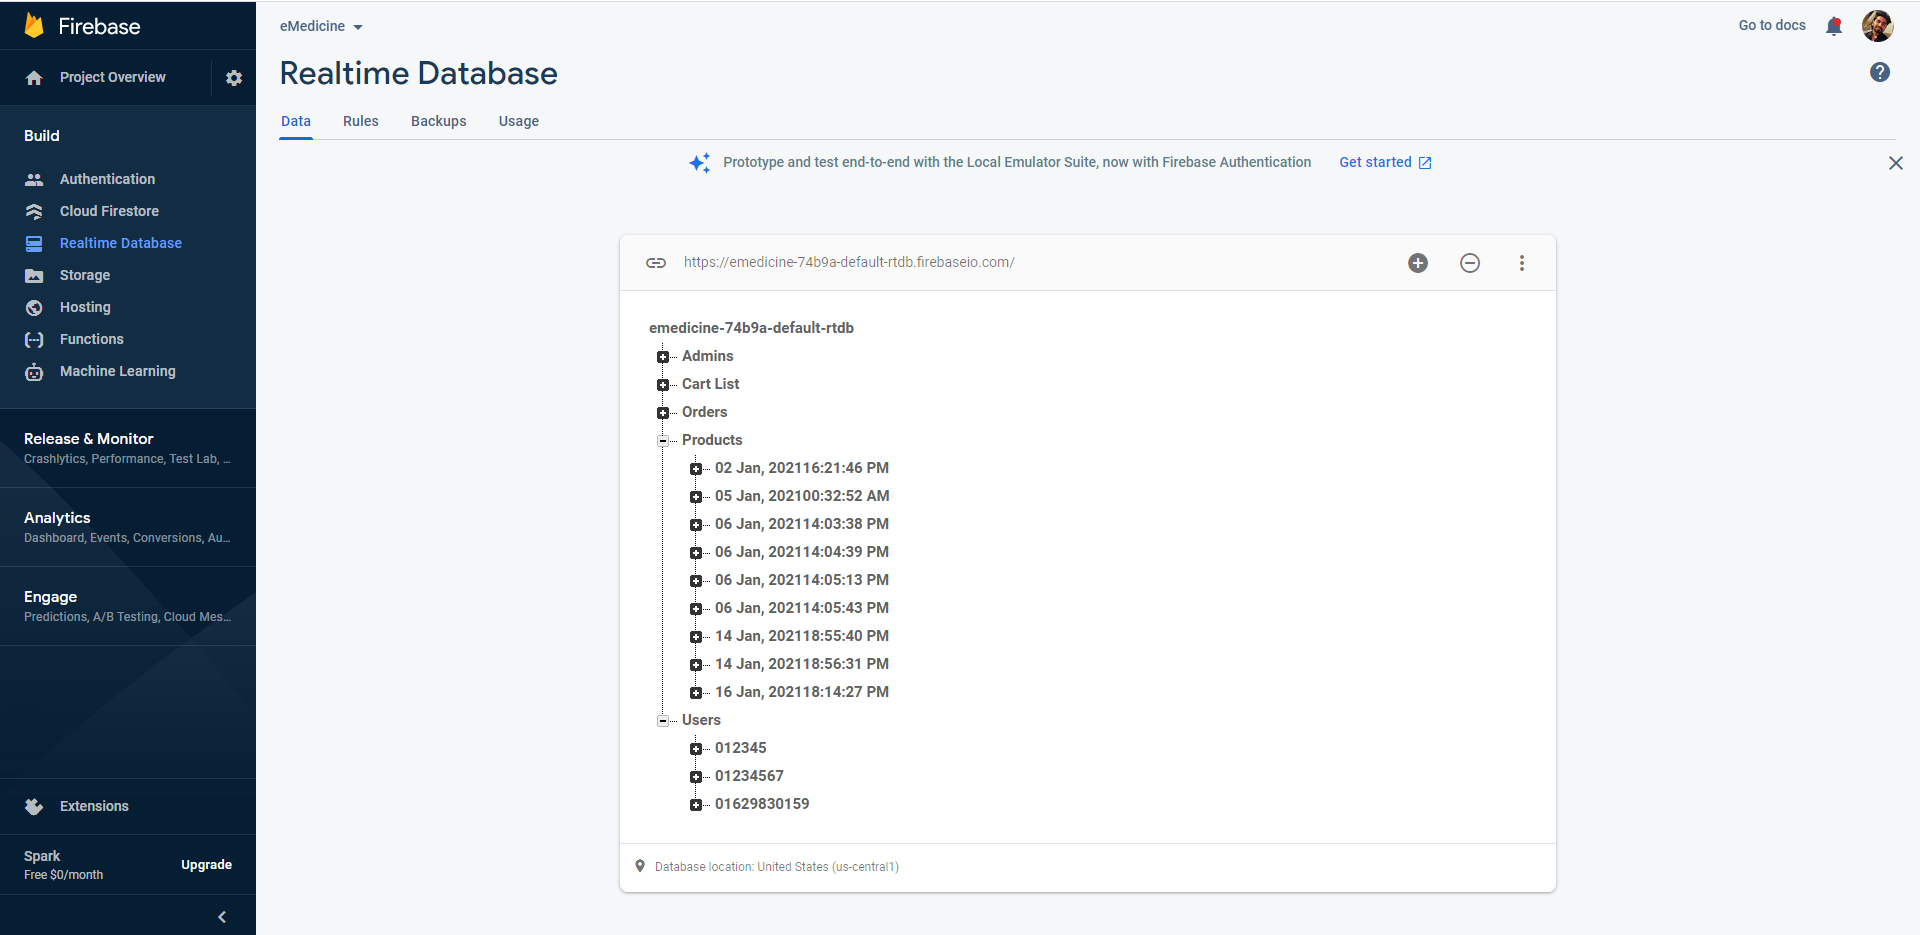 Firebase
Project Overview
Build
Authentication
Cloud Firestore
Realtime Database
Storage
Hosting
Functions
Machine Learning
Release & Monitor
Crashlytics, Performance, Test Lab, ...
Analytics
Dashboard, Events, Conversions, Au...
Engage
Predictions, A/B Testing, Cloud Mes...
Extensions
Spark
Free $0/month
Upgrade
eMedicine
Go to docs
Realtime Database
Data Rules Backups Usage
Prototype and test end-to-end with the Local Emulator Suite, now with Firebase Authentication Get started
https://emedicine-74b9a-default-rtdb.firebaseio.com/
emedicine-74b9a-default-rtdb
Admins
Cart List
Orders
Products
02 Jan, 202116:21:46 PM
05 Jan, 202100:32:52 AM
06 Jan, 202114:03:38 PM
06 Jan, 202114:04:39 PM
06 Jan, 202114:05:13 PM
06 Jan, 202114:05:43 PM
14 Jan, 202118:55:40 PM
14 Jan, 202118:56:31 PM
16 Jan, 202118:14:27 PM
Users
012345
01234567
01629830159
Database location: United States (us-central1)